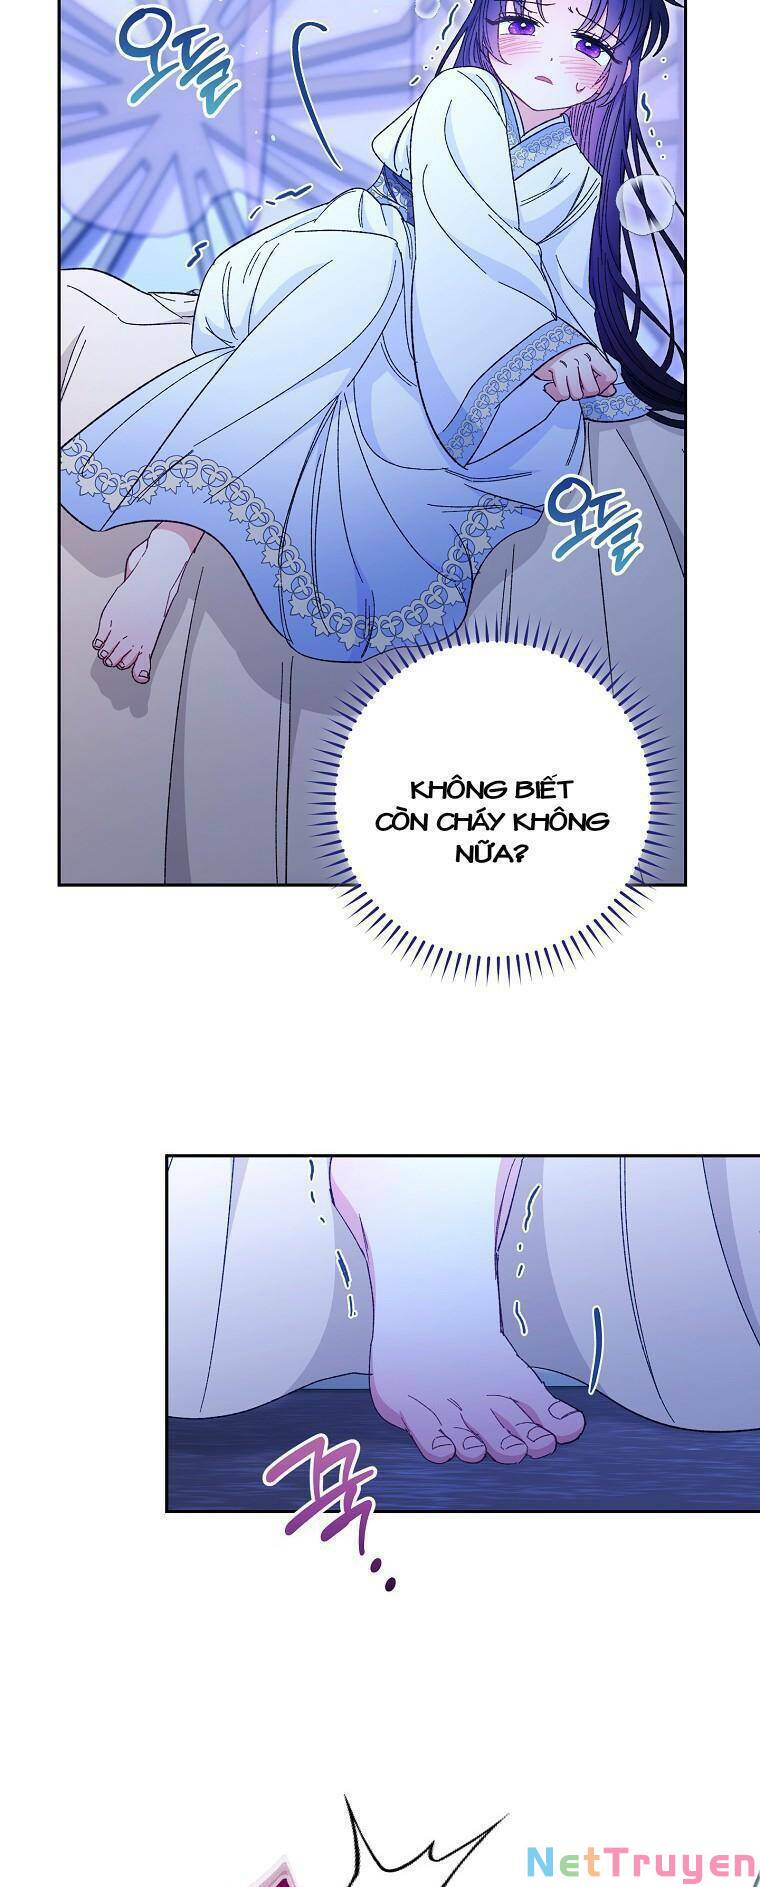 오들
오들
KHÔNG BIẾT
CÒN CHÁY KHÔNG
NỮA?
꾹..
NetTruyen